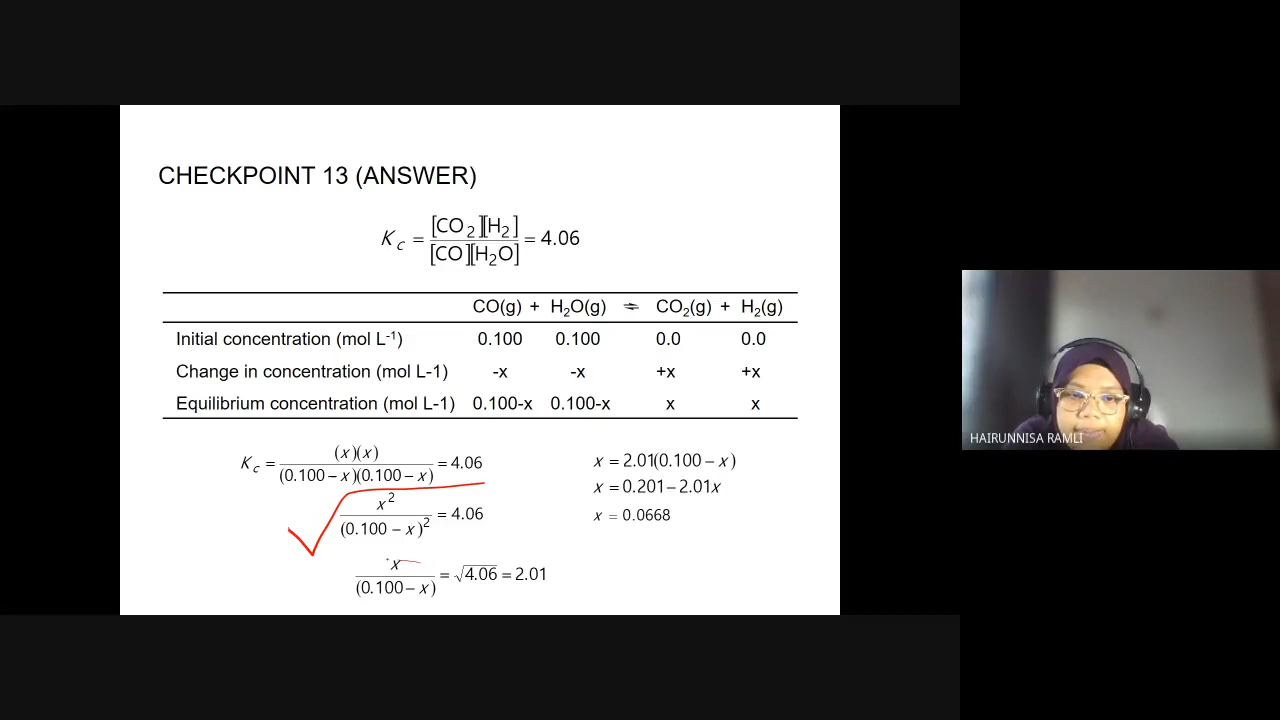 CHECKPOINT 13 (ANSWER)
K_c = [CO₂][H₂] / [CO][H₂O] = 4.06
CO(g) + H₂O(g) ⇌ CO₂(g) + H₂(g)
Initial concentration (mol L⁻¹) 0.100 0.100 0.0 0.0
Change in concentration (mol L-1) -x -x +x +x
Equilibrium concentration (mol L-1) 0.100-x 0.100-x x x
K_c = (x)(x) / (0.100 – x)(0.100 – x) = 4.06
x² / (0.100 – x)² = 4.06
x / (0.100 – x) = √4.06 = 2.01
x = 2.01(0.100 – x)
x = 0.201 – 2.01x
x = 0.0668
HAIRUNNISA RAMLI